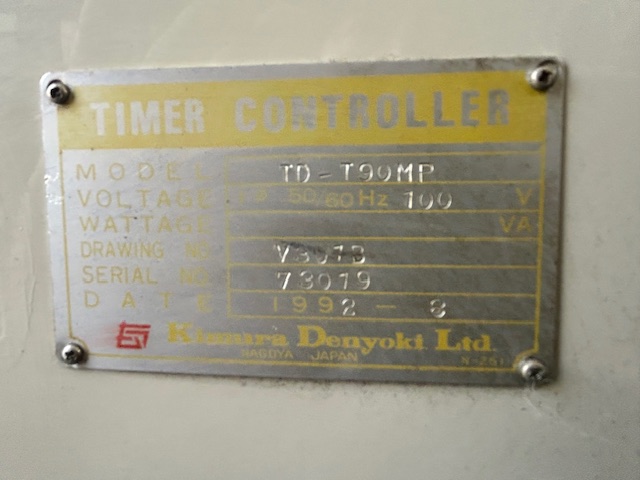 TIMER CONTROLLER
MODEL TD-T90MP
VOLTAGE 50/60Hz 100 V
WATTAGE VA
DRAWING NO
SERIAL NO. 73079
DATE 1992-8
Kimura Denyoki Ltd.
NAGOYA JAPAN